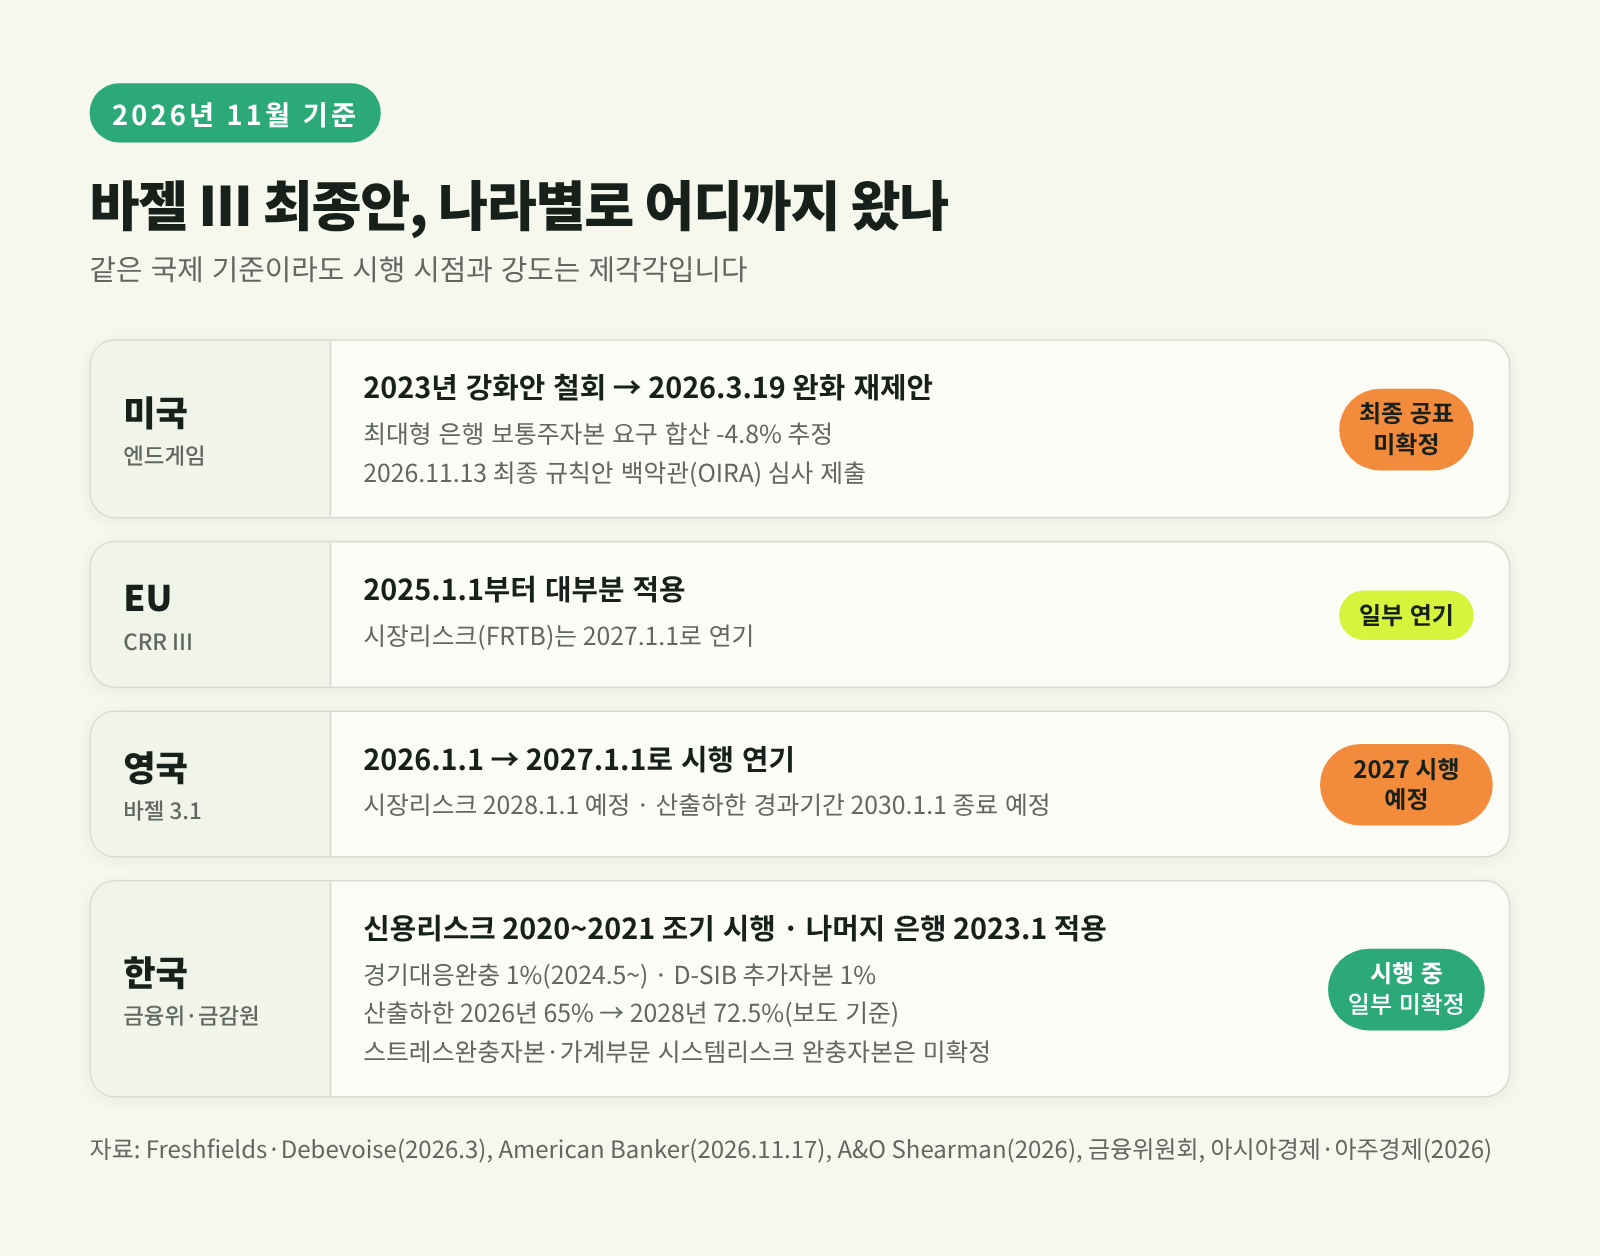 2026년 11월 기준
바젤 III 최종안, 나라별로 어디까지 왔나
같은 국제 기준이라도 시행 시점과 강도는 제각각입니다
미국
엔드게임
2023년 강화안 철회 → 2026.3.19 완화 재제안
최대형 은행 보통주자본 요구 합산 -4.8% 추정
2026.11.13 최종 규칙안 백악관(OIRA) 심사 제출
최종 공표
미확정
EU
CRR III
2025.1.1부터 대부분 적용
시장리스크(FRTB)는 2027.1.1로 연기
일부 연기
영국
바젤 3.1
2026.1.1 → 2027.1.1로 시행 연기
시장리스크 2028.1.1 예정 · 산출하한 경과기간 2030.1.1 종료 예정
2027 시행
예정
한국
금융위·금감원
신용리스크 2020~2021 조기 시행 · 나머지 은행 2023.1 적용
경기대응완충 1%(2024.5~) · D-SIB 추가자본 1%
산출하한 2026년 65% → 2028년 72.5%(보도 기준)
스트레스완충자본·가계부문 시스템리스크 완충자본은 미확정
시행 중
일부 미확정
자료: Freshfields·Debevoise(2026.3), American Banker(2026.11.17), A&O Shearman(2026), 금융위원회, 아시아경제·아주경제(2026)